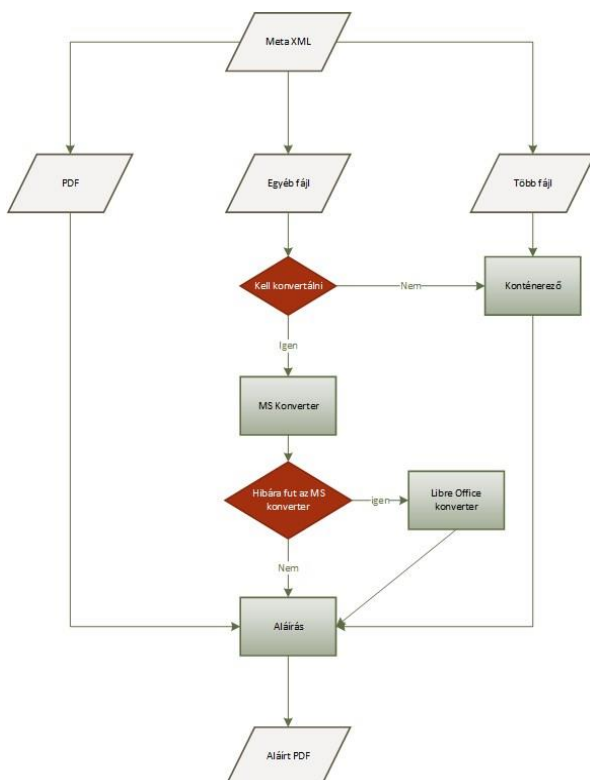 Meta XML
PDF
Egyéb fájl
Több fájl
Kell konvertálni
Nem
Konténerező
Igen
MS Konverter
Hibára fut az MS
konverter
igen
Libre Office
konverter
Nem
Aláírás
Aláírt PDF